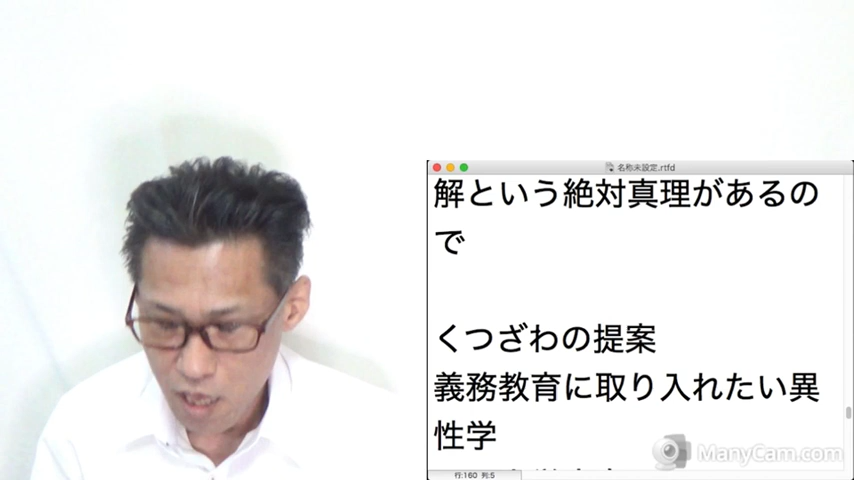 名称未設定.rtfd
解という絶対真理があるの
で
くつざわの提案
義務教育に取り入れたい異
性学
ManyCam.com
行:160 列:5